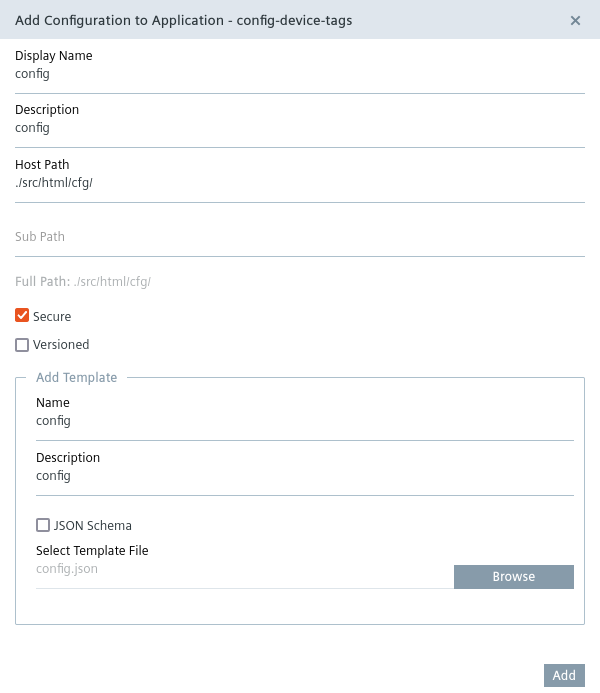 Add Configuration to Application - config-device-tags
Display Name
config
Description
config
Host Path
./src/html/cfg/
Sub Path
Full Path: ./src/html/cfg/
Secure
Versioned
Add Template
Name
config
Description
config
JSON Schema
Select Template File
config.json
Browse
Add